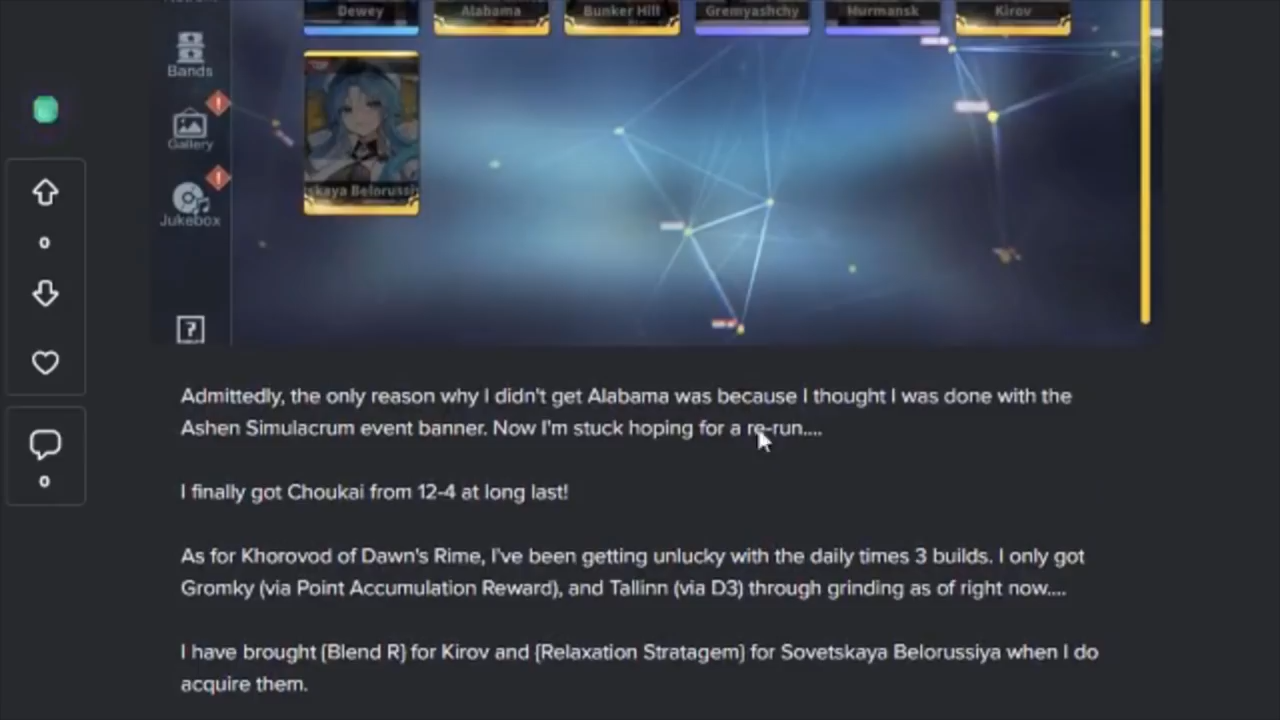 Dewey
Alabama
Bunker Hill
Gremyashchy
Murmansk
Kirov
Bands
Gallery
skaya Belorussi
Jukebox
0
0
Admittedly, the only reason why I didn't get Alabama was because I thought I was done with the
Ashen Simulacrum event banner. Now I'm stuck hoping for a re-run....
I finally got Choukai from 12-4 at long last!
As for Khorovod of Dawn's Rime, I've been getting unlucky with the daily times 3 builds. I only got
Gromky (via Point Accumulation Reward), and Tallinn (via D3) through grinding as of right now....
I have brought [Blend R] for Kirov and [Relaxation Stratagem] for Sovetskaya Belorussiya when I do
acquire them.